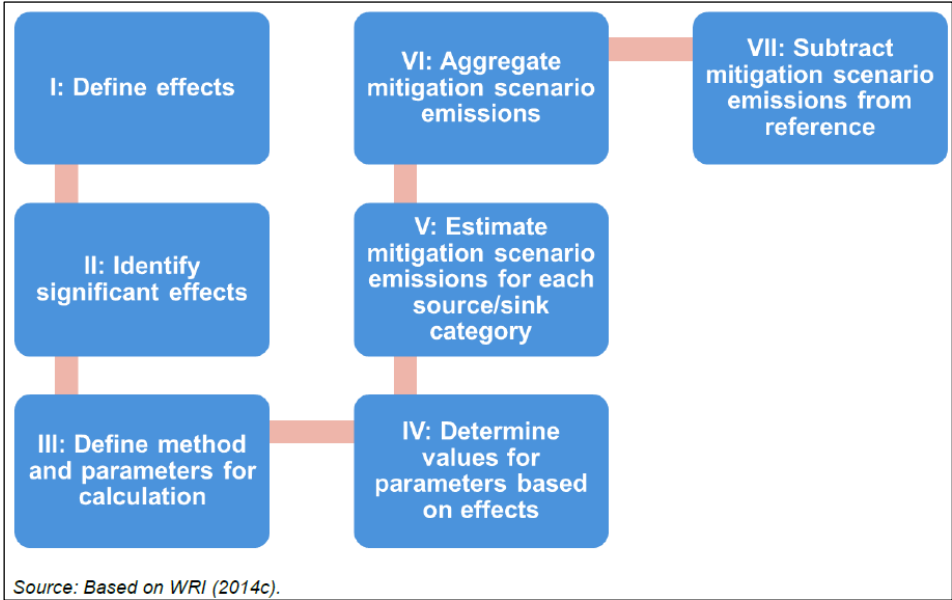 I: Define effects
II: Identify
significant effects
III: Define method
and parameters for
calculation
IV: Determine
values for
parameters based
on effects
V: Estimate
mitigation scenario
emissions for each
source/sink
category
VI: Aggregate
mitigation scenario
emissions
VII: Subtract
mitigation scenario
emissions from
reference
Source: Based on WRI (2014c).